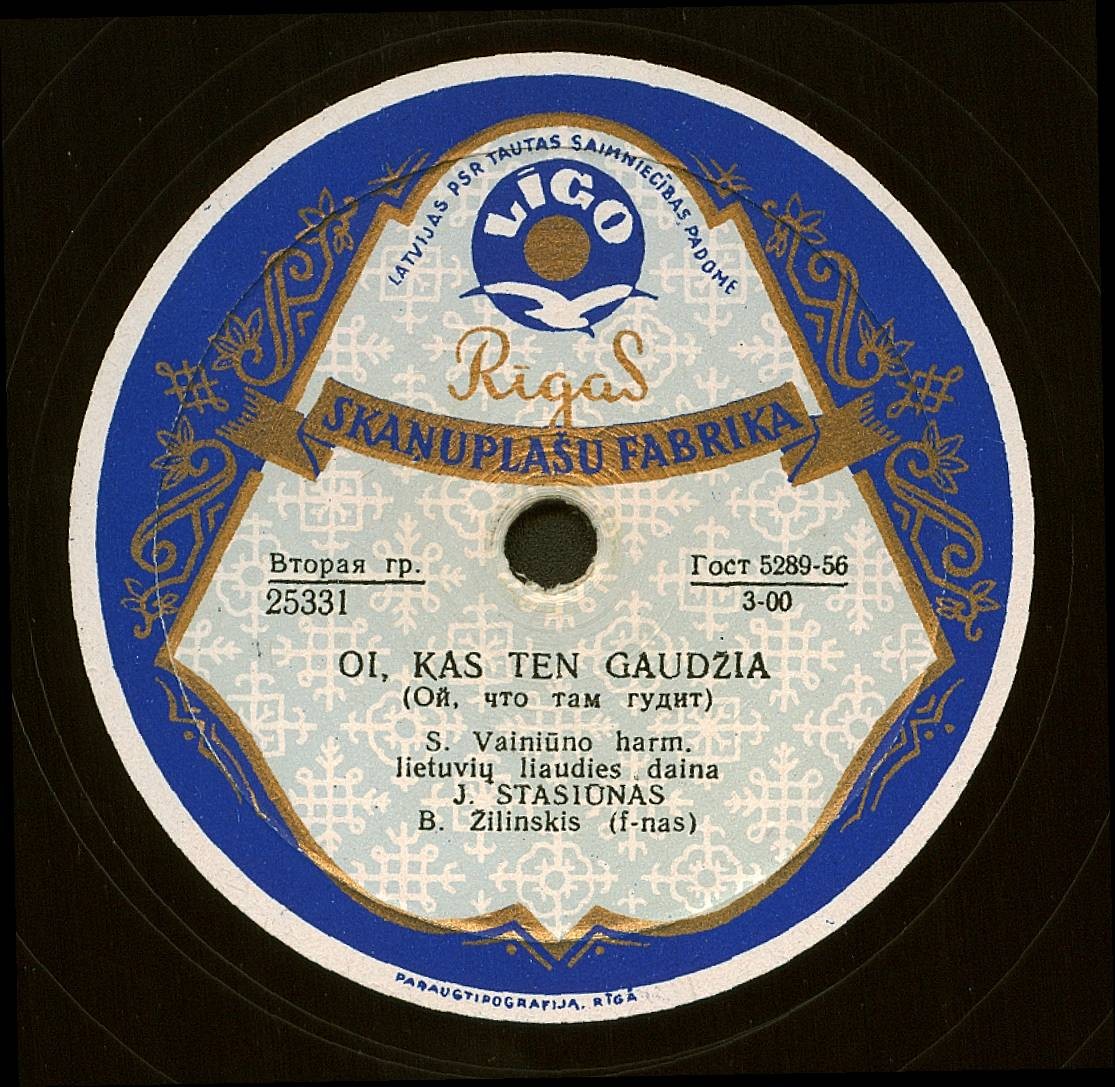 LATVIJAS PSR TAUTAS SAIMNIECĪBAS PADOME
LĪGO
Rīgas
SKAŅUPLAŠU FABRIKA
Вторая гр.
25331
Гост 5289-56
3-00
OI, KAS TEN GAUDŽIA
(Ой, что там гудит)
S. Vainiūno harm.
lietuvių liaudies daina
J. STASIŪNAS
B. Žilinskis (f-nas)
PARAUGTIPOGRAFIJA, RĪGĀ